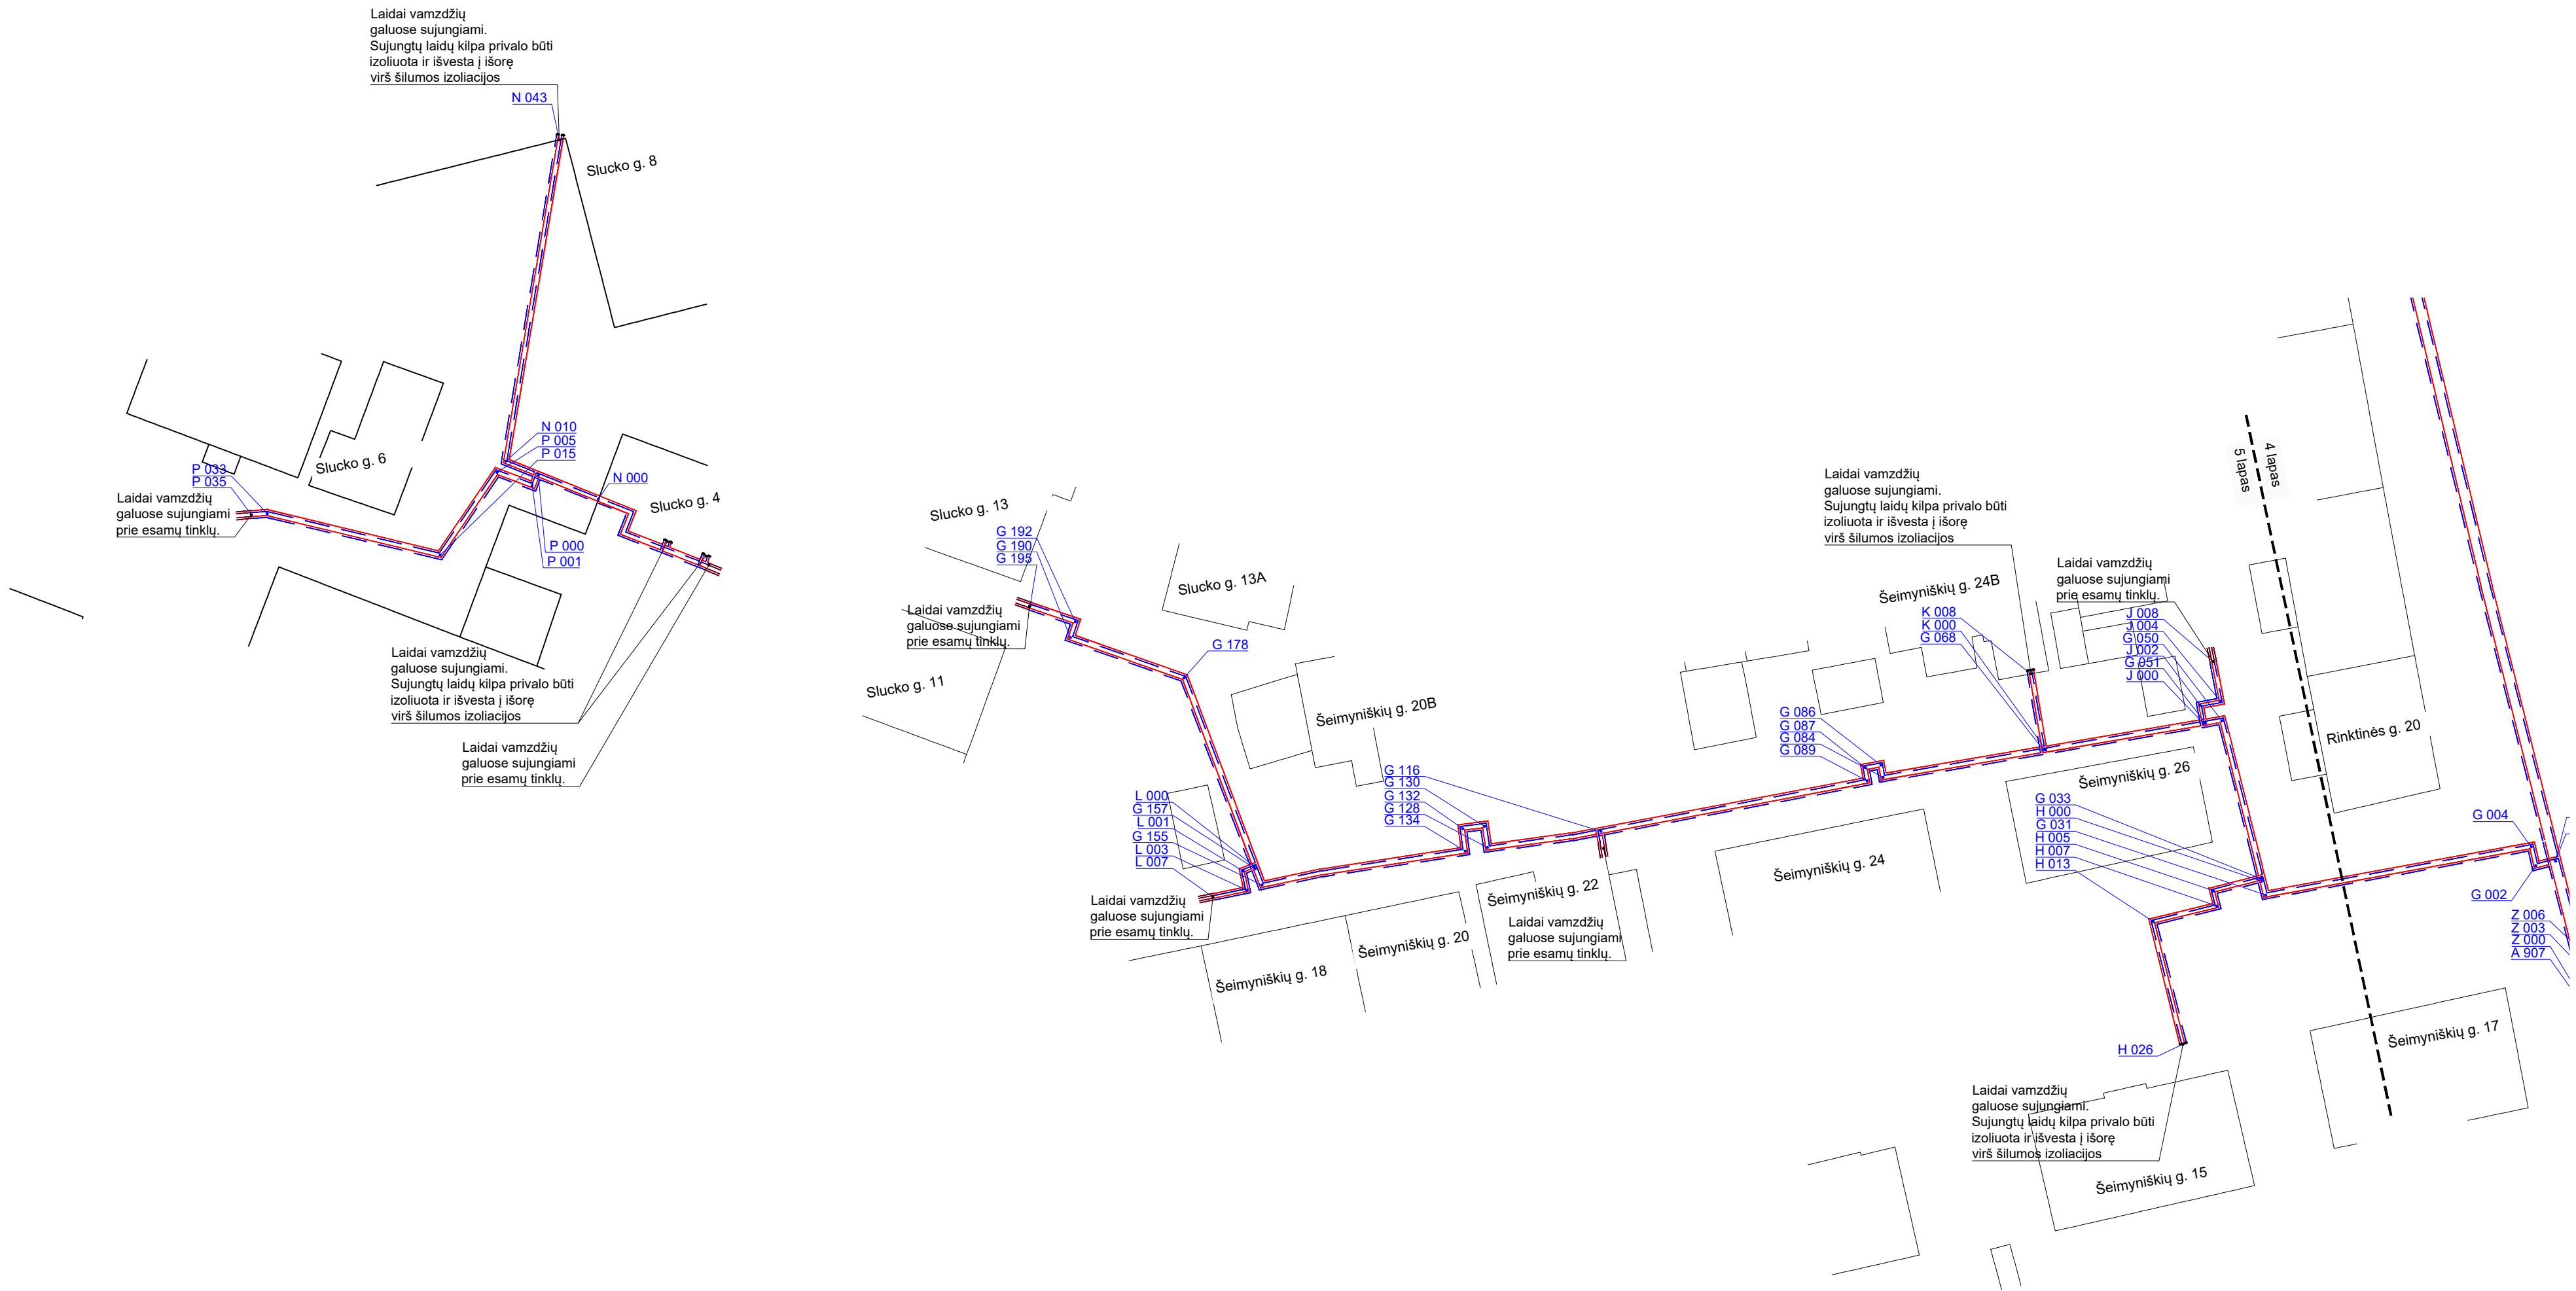 Laidai vamzdžių
galuose sujungiami.
Sujungtų laidų kilpa privalo būti
izoliuota ir išvesta į išorę
virš šilumos izoliacijos
N 043
Slucko g. 8
N 010
P 005
P 015
N 000
Slucko g. 4
Slucko g. 6
P 033
P 035
Laidai vamzdžių
galuose sujungiami
prie esamų tinklų.
P 000
P 001
Laidai vamzdžių
galuose sujungiami.
Sujungtų laidų kilpa privalo būti
izoliuota ir išvesta į išorę
virš šilumos izoliacijos
Laidai vamzdžių
galuose sujungiami
prie esamų tinklų.
Slucko g. 13
G 192
G 190
G 195
Laidai vamzdžių
galuose sujungiami
prie esamų tinklų.
Slucko g. 11
Slucko g. 13A
G 178
Šeimyniškių g. 20B
L 000
G 157
L 001
G 155
L 003
L 007
Laidai vamzdžių
galuose sujungiami
prie esamų tinklų.
Šeimyniškių g. 18
Šeimyniškių g. 20
G 116
G 130
G 132
G 128
G 134
Šeimyniškių g. 22
Laidai vamzdžių
galuose sujungiami
prie esamų tinklų.
G 086
G 087
G 084
G 089
Šeimyniškių g. 24
Laidai vamzdžių
galuose sujungiami.
Sujungtų laidų kilpa privalo būti
izoliuota ir išvesta į išorę
virš šilumos izoliacijos
Šeimyniškių g. 24B
K 008
K 000
G 068
Laidai vamzdžių
galuose sujungiami
prie esamų tinklų.
J 008
J 004
G 050
J 002
G 051
J 000
Šeimyniškių g. 26
G 033
H 000
G 031
H 005
H 007
H 013
H 026
Laidai vamzdžių
galuose sujungiami.
Sujungtų laidų kilpa privalo būti
izoliuota ir išvesta į išorę
virš šilumos izoliacijos
Šeimyniškių g. 15
4 lapas
5 lapas
Rinktinės g. 20
G 004
G 002
Z 006
Z 003
Z 000
A 907
Šeimyniškių g. 17